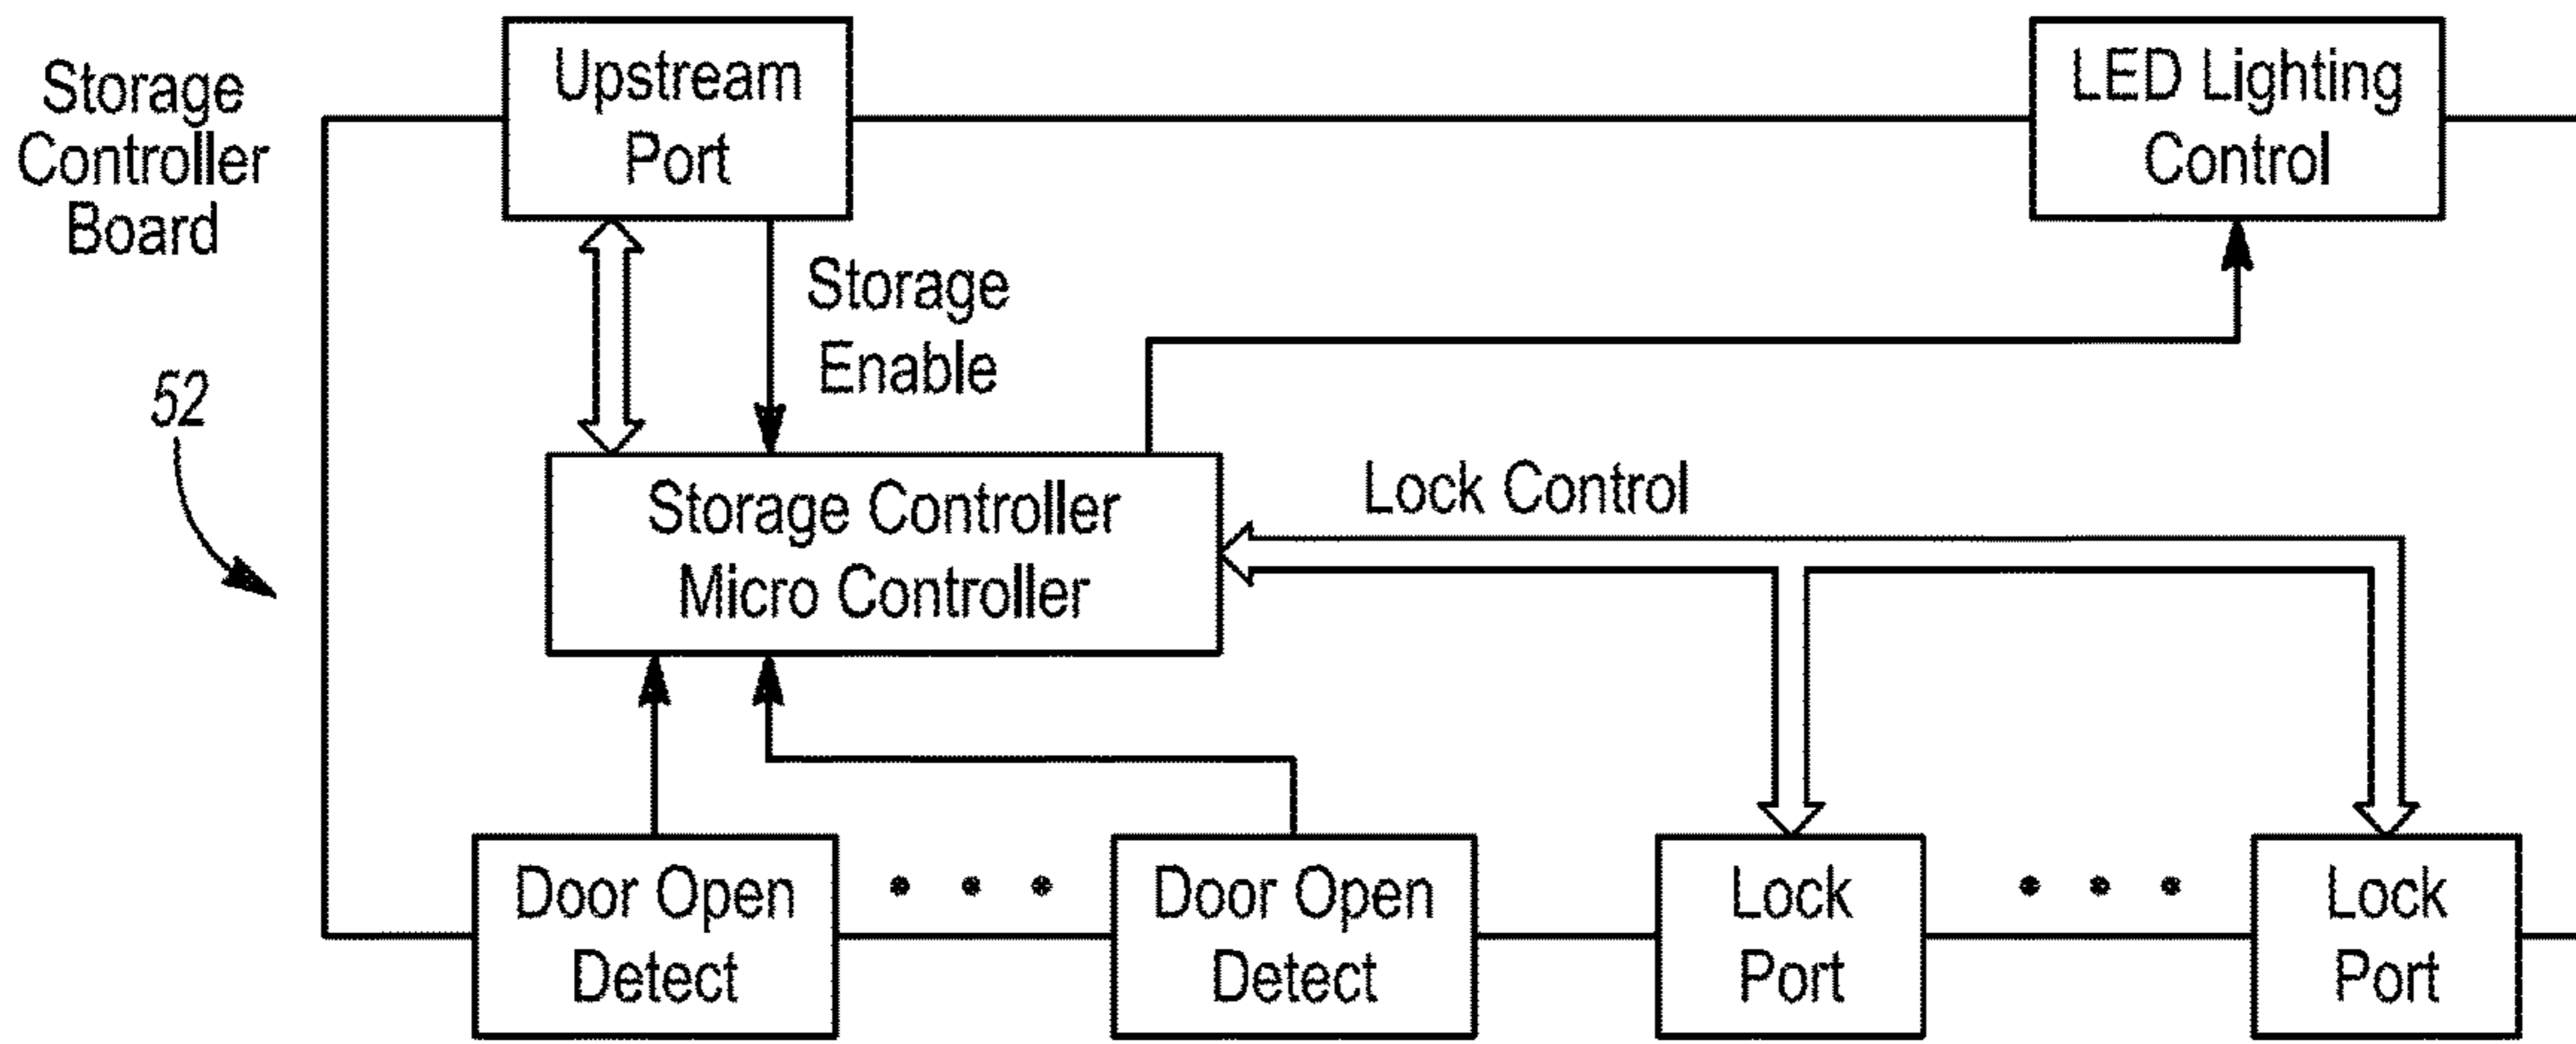 Storage
Controller
Board
52
Upstream
Port
LED Lighting
Control
Storage
Enable
Storage Controller
Micro Controller
Lock Control
Door Open
Detect
Door Open
Detect
Lock
Port
Lock
Port